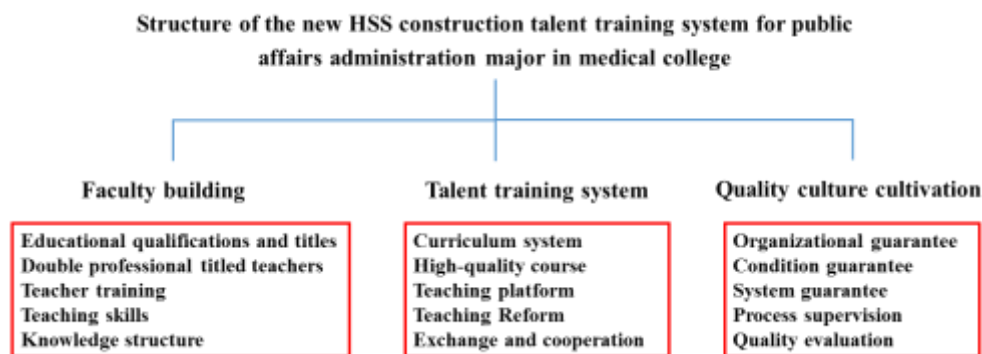 Structure of the new HSS construction talent training system for public
affairs administration major in medical college
Faculty building
Educational qualifications and titles
Double professional titled teachers
Teacher training
Teaching skills
Knowledge structure
Talent training system
Curriculum system
High-quality course
Teaching platform
Teaching Reform
Exchange and cooperation
Quality culture cultivation
Organizational guarantee
Condition guarantee
System guarantee
Process supervision
Quality evaluation